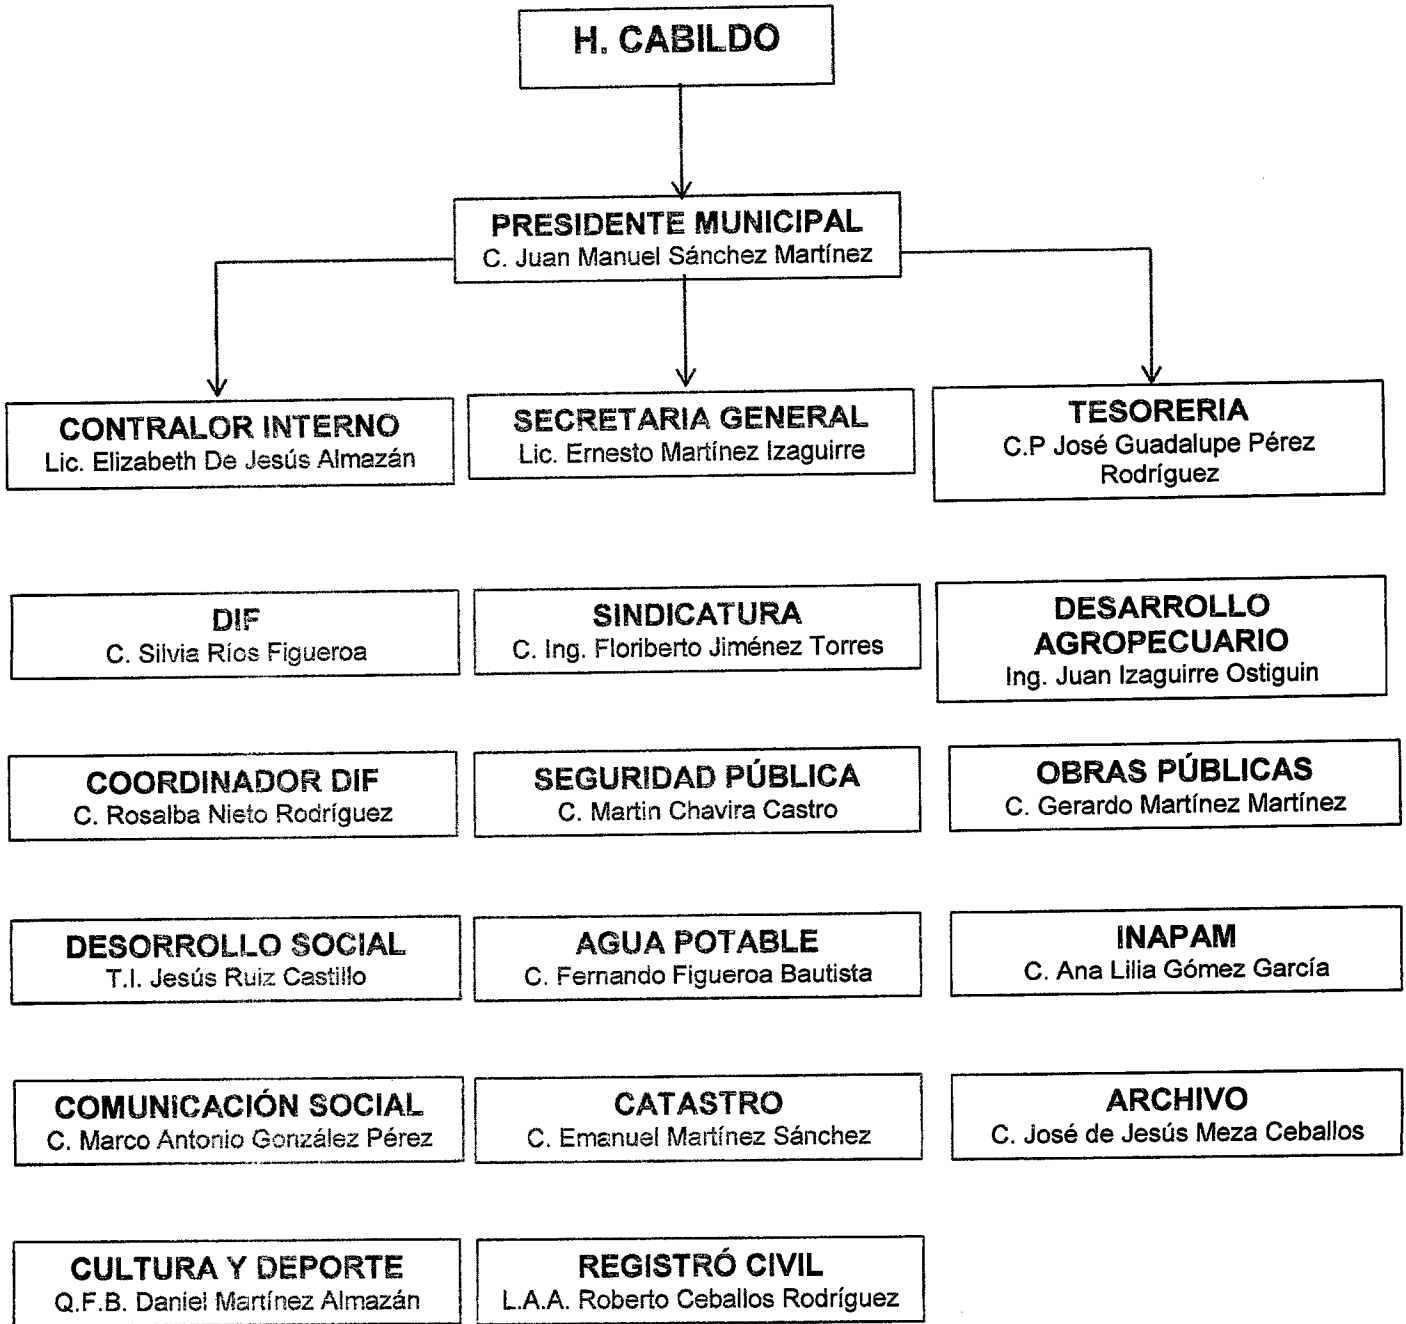 H. CABILDO
PRESIDENTE MUNICIPAL
C. Juan Manuel Sánchez Martínez
CONTRALOR INTERNO
Lic. Elizabeth De Jesús Almazán
SECRETARIA GENERAL
Lic. Ernesto Martínez Izaguirre
TESORERIA
C.P José Guadalupe Pérez
Rodríguez
DIF
C. Silvia Ríos Figueroa
SINDICATURA
C. Ing. Floriberto Jiménez Torres
DESARROLLO
AGROPECUARIO
Ing. Juan Izaguirre Ostiguin
COORDINADOR DIF
C. Rosalba Nieto Rodríguez
SEGURIDAD PÚBLICA
C. Martin Chavira Castro
OBRAS PÚBLICAS
C. Gerardo Martínez Martínez
DESORROLLO SOCIAL
T.I. Jesús Ruiz Castillo
AGUA POTABLE
C. Fernando Figueroa Bautista
INAPAM
C. Ana Lilia Gómez García
COMUNICACIÓN SOCIAL
C. Marco Antonio González Pérez
CATASTRO
C. Emanuel Martínez Sánchez
ARCHIVO
C. José de Jesús Meza Ceballos
CULTURA Y DEPORTE
Q.F.B. Daniel Martínez Almazán
REGISTRÓ CIVIL
L.A.A. Roberto Ceballos Rodríguez